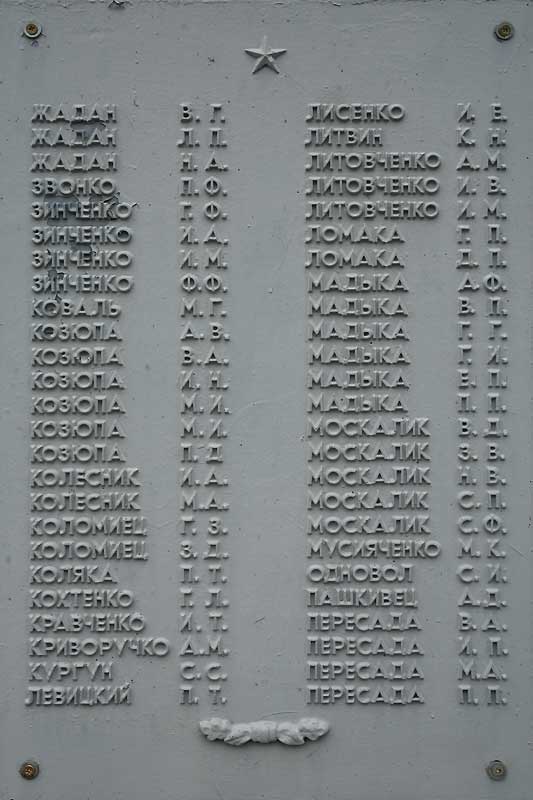 ЖАДАН В. Г.
ЖАДАН Л. П.
ЖАДАН Н. А.
ЗВОНКО П. Ф.
ЗИНЧЕНКО Г. Ф.
ЗИНЧЕНКО И. А.
ЗИНЧЕНКО И. М.
ЗИНЧЕНКО Ф. Ф.
КОВАЛЬ М. Г.
КОЗЮПА А. В.
КОЗЮПА В. А.
КОЗЮПА И. Н.
КОЗЮПА М. И.
КОЗЮПА М. И.
КОЗЮПА П. Д.
КОЛЕСНИК И. А.
КОЛЕСНИК М. А.
КОЛОМИЕЦ Г. З.
КОЛОМИЕЦ З. Д.
КОЛЯКА П. Т.
КОХТЕНКО Г. Л.
КРАВЧЕНКО И. Т.
КРИВОРУЧКО А. М.
КУРГУН С. С.
ЛЕВИЦКИЙ П. Т.
ЛИСЕНКО И. Е.
ЛИТВИН К. Н.
ЛИТОВЧЕНКО А. М.
ЛИТОВЧЕНКО И. В.
ЛИТОВЧЕНКО И. М.
ЛОМАКА Г. П.
ЛОМАКА Д. П.
МАДЫКА А. Ф.
МАДЫКА В. П.
МАДЫКА Г. Г.
МАДЫКА Г. И.
МАДЫКА Е. П.
МАДЫКА П. П.
МОСКАЛИК В. Д.
МОСКАЛИК З. В.
МОСКАЛИК Н. В.
МОСКАЛИК С. П.
МОСКАЛИК С. Ф.
МУСИЯЧЕНКО М. К.
ОДНОВОЛ С. И.
ПАШКИВЕЦ А. Д.
ПЕРЕСАДА В. А.
ПЕРЕСАДА И. П.
ПЕРЕСАДА М. А.
ПЕРЕСАДА П. П.